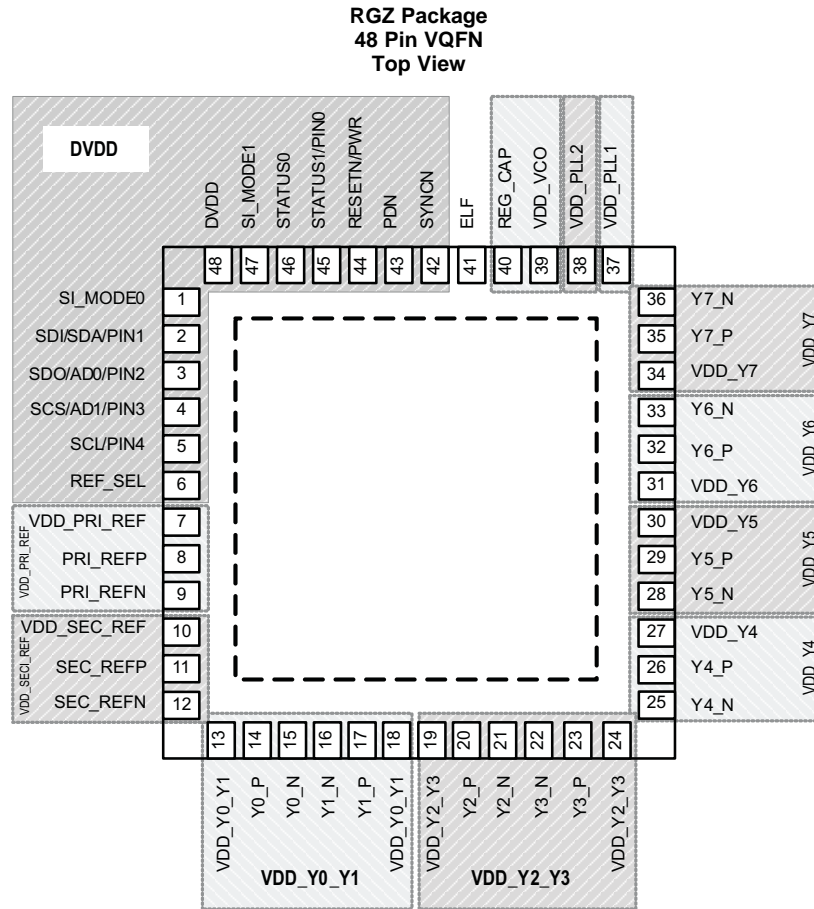 RGZ Package
48 Pin VQFN
Top View
DVDD
DVDD
SI_MODE1
STATUS0
STATUS1/PIN0
RESETN/PWR
PDN
SYNCN
ELF
REG_CAP
VDD_VCO
VDD_PLL2
VDD_PLL1
48
47
46
45
44
43
42
41
40
39
38
37
SI_MODE0 1
SDI/SDA/PIN1 2
SDO/AD0/PIN2 3
SCS/AD1/PIN3 4
SCL/PIN4 5
REF_SEL 6
VDD_PRI_REF 7
PRI_REFP 8
PRI_REFN 9
VDD_PRI_REF
VDD_SEC_REF 10
SEC_REFP 11
SEC_REFN 12
VDD_SECI_REF
36 Y7_N
35 Y7_P
34 VDD_Y7
VDD_Y7
33 Y6_N
32 Y6_P
31 VDD_Y6
VDD_Y6
30 VDD_Y5
29 Y5_P
28 Y5_N
VDD_Y5
27 VDD_Y4
26 Y4_P
25 Y4_N
VDD_Y4
13
14
15
16
17
18
19
20
21
22
23
24
VDD_Y0_Y1
Y0_P
Y0_N
Y1_N
Y1_P
VDD_Y0_Y1
VDD_Y2_Y3
Y2_P
Y2_N
Y3_N
Y3_P
VDD_Y2_Y3
VDD_Y0_Y1
VDD_Y2_Y3